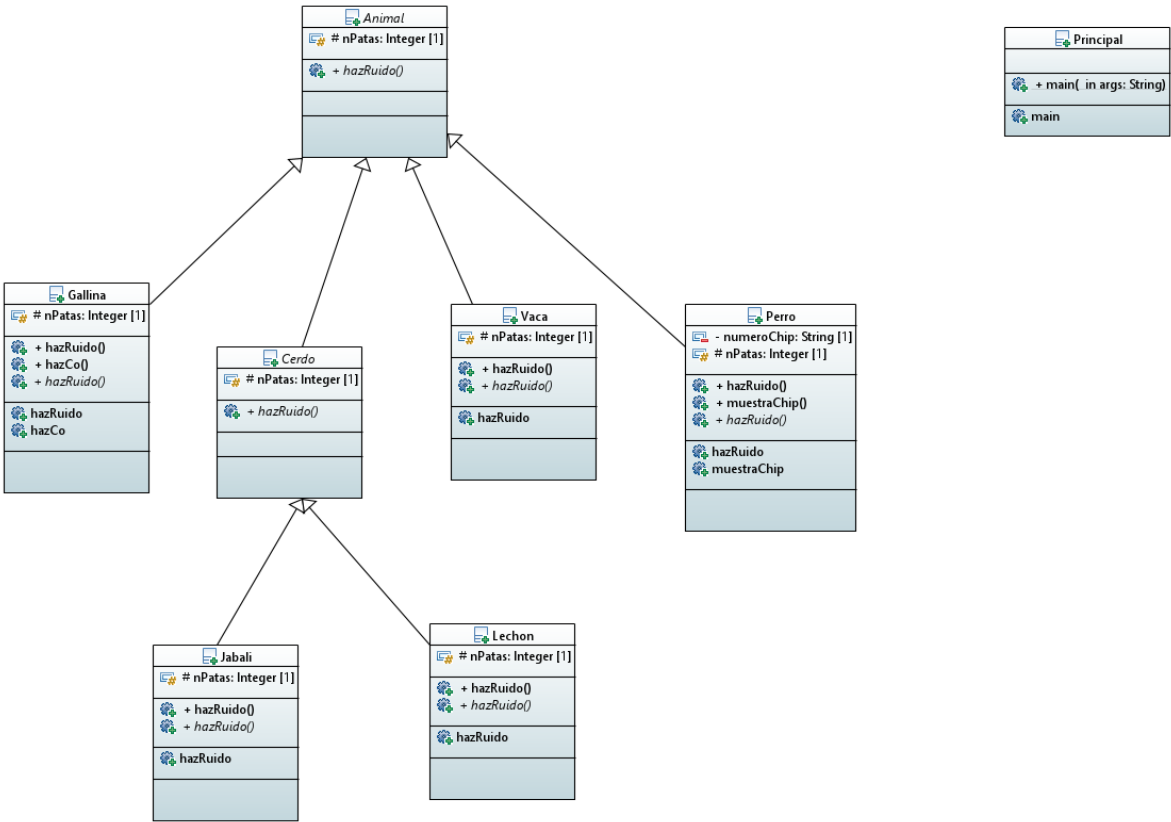 Animal
# nPatas: Integer [1]
+ hazRuido()
Principal
+ main( in args: String)
main
Gallina
# nPatas: Integer [1]
+ hazRuido()
+ hazCo()
+ hazRuido()
hazRuido
hazCo
Cerdo
# nPatas: Integer [1]
+ hazRuido()
Vaca
# nPatas: Integer [1]
+ hazRuido()
+ hazRuido()
hazRuido
Perro
- numeroChip: String [1]
# nPatas: Integer [1]
+ hazRuido()
+ muestraChip()
+ hazRuido()
hazRuido
muestraChip
Jabali
# nPatas: Integer [1]
+ hazRuido()
+ hazRuido()
hazRuido
Lechon
# nPatas: Integer [1]
+ hazRuido()
+ hazRuido()
hazRuido